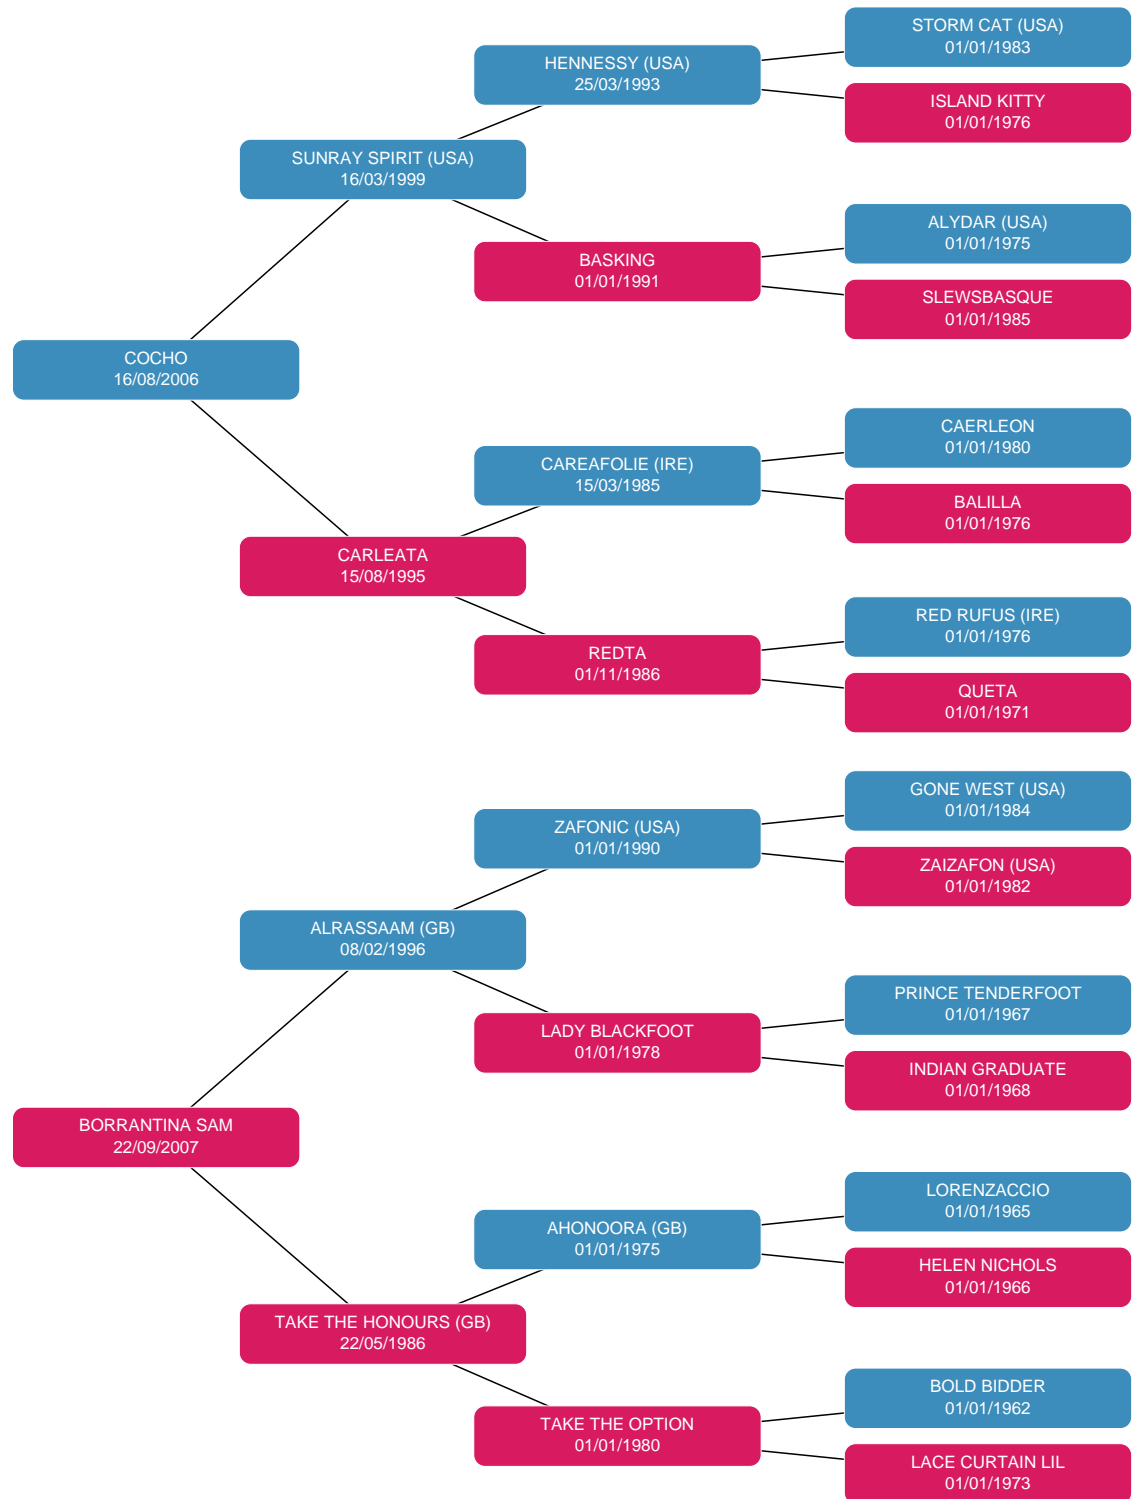 STORM CAT (USA)
01/01/1983
HENNESSY (USA)
25/03/1993
ISLAND KITTY
01/01/1976
SUNRAY SPIRIT (USA)
16/03/1999
ALYDAR (USA)
01/01/1975
BASKING
01/01/1991
SLEWSBASQUE
01/01/1985
COCHO
16/08/2006
CAERLEON
01/01/1980
CAREAFOLIE (IRE)
15/03/1985
BALILLA
01/01/1976
CARLEATA
15/08/1995
RED RUFUS (IRE)
01/01/1976
REDTA
01/11/1986
QUETA
01/01/1971
GONE WEST (USA)
01/01/1984
ZAFONIC (USA)
01/01/1990
ZAIZAFON (USA)
01/01/1982
ALRASSAAM (GB)
08/02/1996
PRINCE TENDERFOOT
01/01/1967
LADY BLACKFOOT
01/01/1978
INDIAN GRADUATE
01/01/1968
BORRANTINA SAM
22/09/2007
LORENZACCIO
01/01/1965
AHONOORA (GB)
01/01/1975
HELEN NICHOLS
01/01/1966
TAKE THE HONOURS (GB)
22/05/1986
BOLD BIDDER
01/01/1962
TAKE THE OPTION
01/01/1980
LACE CURTAIN LIL
01/01/1973